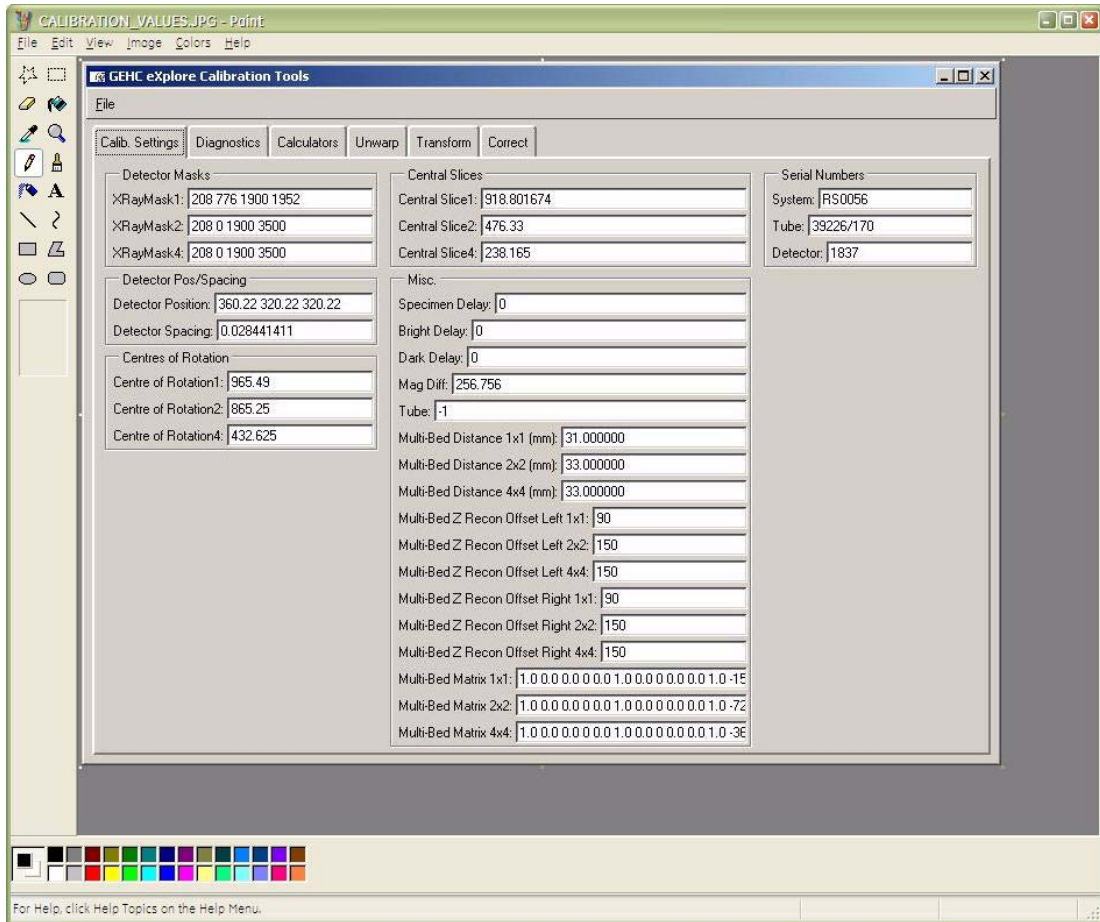 CALIBRATION_VALUES.JPG - Paint
File Edit View Image Colors Help
GEHC eXplore Calibration Tools
File
Calib. Settings Diagnostics Calculators Unwarp Transform Correct
Detector Masks
XRayMask1: 208 776 1900 1952
XRayMask2: 208 0 1900 3500
XRayMask4: 208 0 1900 3500
Detector Pos/Spacing
Detector Position: 360.22 320.22 320.22
Detector Spacing: 0.028441411
Centres of Rotation
Centre of Rotation1: 965.49
Centre of Rotation2: 865.25
Centre of Rotation4: 432.625
Central Slices
Central Slice1: 918.801674
Central Slice2: 476.33
Central Slice4: 238.165
Misc.
Specimen Delay: 0
Bright Delay: 0
Dark Delay: 0
Mag Diff: 256.756
Tube: -1
Multi-Bed Distance 1x1 (mm): 31.000000
Multi-Bed Distance 2x2 (mm): 33.000000
Multi-Bed Distance 4x4 (mm): 33.000000
Multi-Bed Z Recon Offset Left 1x1: 90
Multi-Bed Z Recon Offset Left 2x2: 150
Multi-Bed Z Recon Offset Left 4x4: 150
Multi-Bed Z Recon Offset Right 1x1: 90
Multi-Bed Z Recon Offset Right 2x2: 150
Multi-Bed Z Recon Offset Right 4x4: 150
Multi-Bed Matrix 1x1: 1.0 0.0 0.0 0.0 0.0 1.0 0.0 0.0 0.0 0.0 1.0 -15
Multi-Bed Matrix 2x2: 1.0 0.0 0.0 0.0 0.0 1.0 0.0 0.0 0.0 0.0 1.0 -72
Multi-Bed Matrix 4x4: 1.0 0.0 0.0 0.0 0.0 1.0 0.0 0.0 0.0 0.0 1.0 -36
Serial Numbers
System: RS0056
Tube: 39226/170
Detector: 1837
For Help, click Help Topics on the Help Menu.